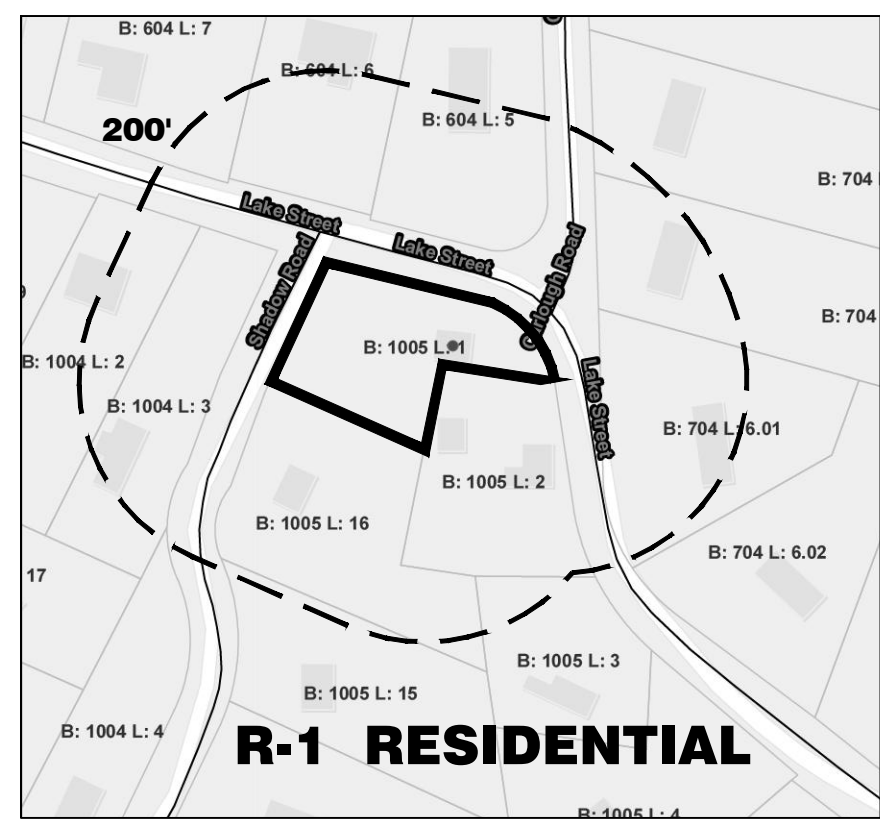 B: 604 L: 7
B: 604 L: 6
200'
B: 604 L: 5
B: 704
Lake Street
Lake Street
Shadow Road
Road
B: 704
B: 1005 L: 1
B: 1004 L: 2
B: 1004 L: 3
Lake Street
B: 704 L: 6.01
B: 1005 L: 2
B: 1005 L: 16
B: 704 L: 6.02
17
B: 1005 L: 3
B: 1005 L: 15
B: 1004 L: 4
R-1 RESIDENTIAL
B: 1005 L: 4